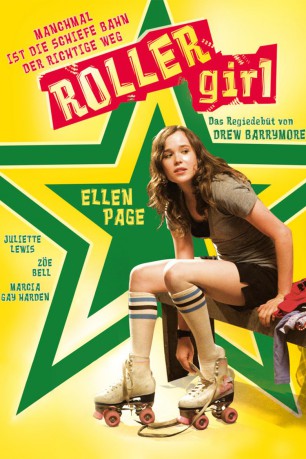 MANCHMAL
IST DIE SCHIEFE BAHN
DER RICHTIGE WEG
ROLLER
girl
Das Regiedebüt von
DREW BARRYMORE
ELLEN
PAGE
JULIETTE
LEWIS
ZÖE
BELL
MARCIA
GAY HARDEN